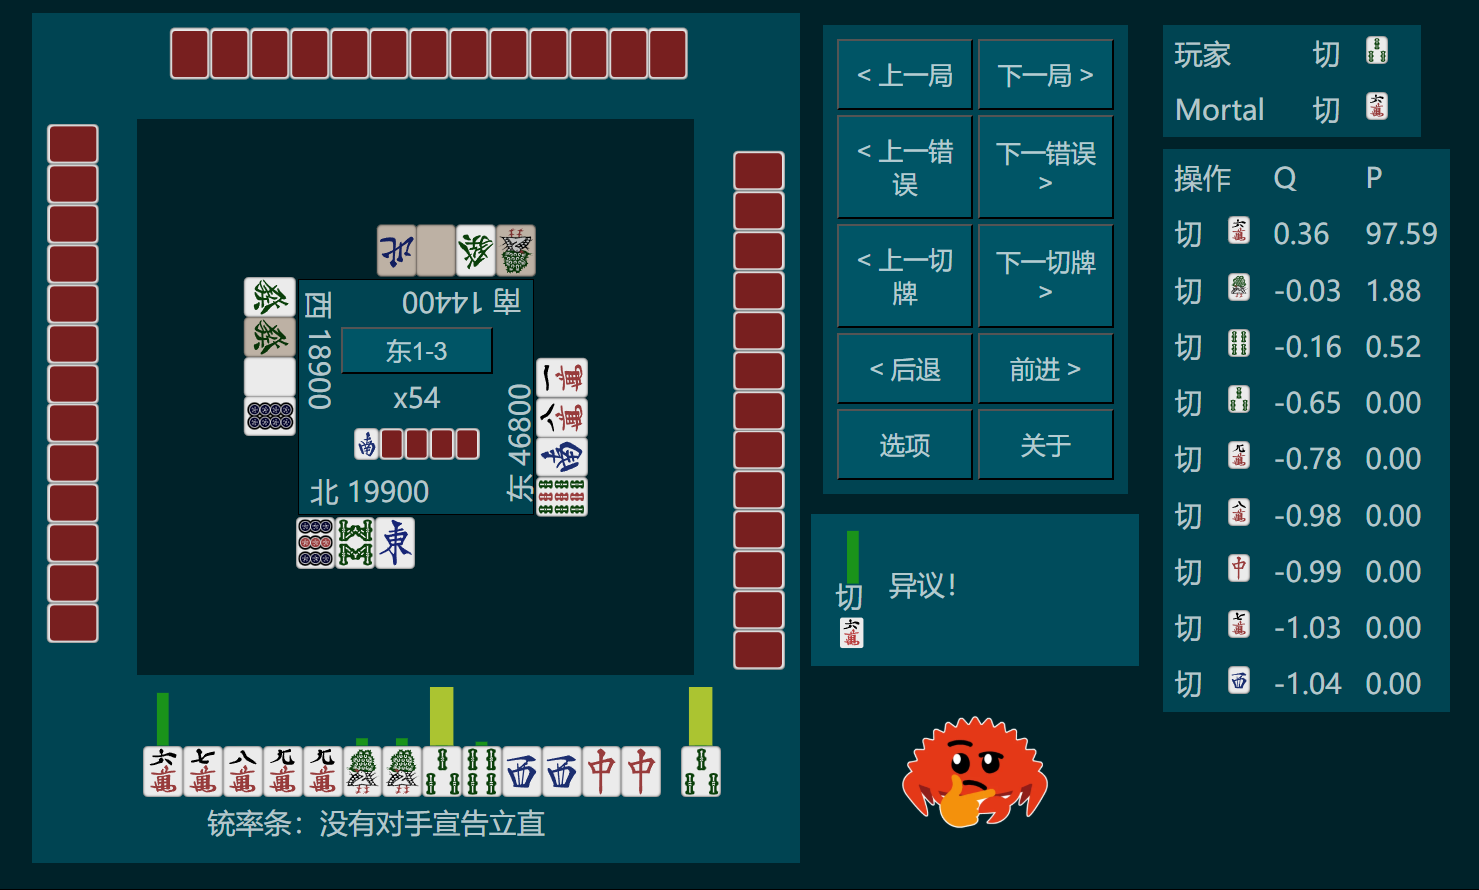 南 14400
西 18900
东1-3
x54
东 46800
北 19900
铳率条：没有对手宣告立直
< 上一局
下一局 >
< 上一错误
下一错误 >
< 上一切牌
下一切牌 >
< 后退
前进 >
选项
关于
切
异议！
玩家 切
Mortal 切
操作 Q P
切 0.36 97.59
切 -0.03 1.88
切 -0.16 0.52
切 -0.65 0.00
切 -0.78 0.00
切 -0.98 0.00
切 -0.99 0.00
切 -1.03 0.00
切 -1.04 0.00